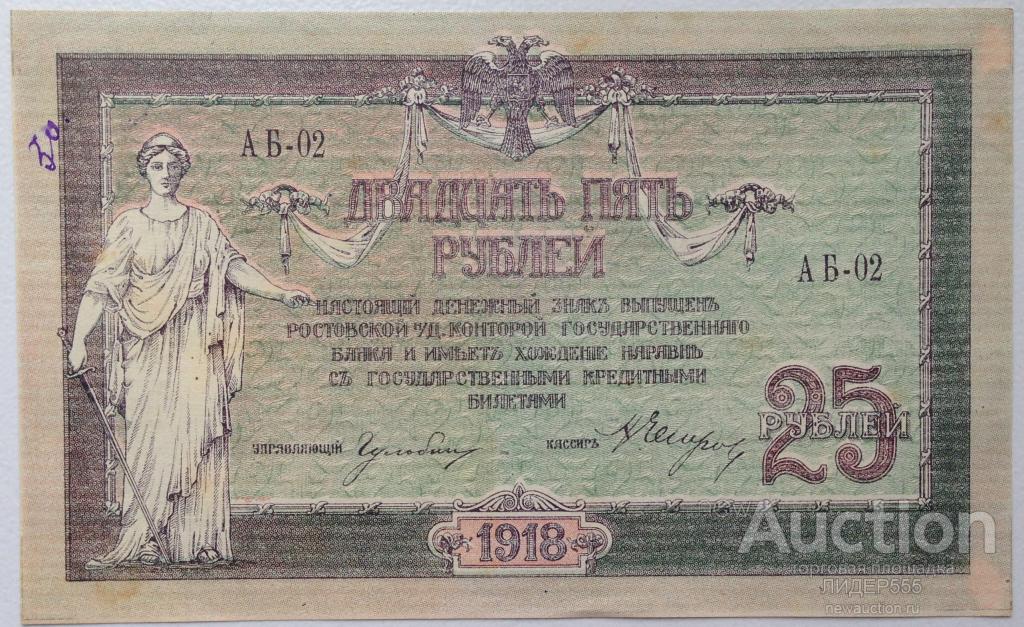 АБ-02
ДВАДЦАТЬ ПЯТЬ
РУБЛЕЙ
АБ-02
НАСТОЯЩІЙ ДЕНЕЖНЫЙ ЗНАКЪ ВЫПУЩЕНЪ
РОСТОВСКОЙ н/Д. КОНТОРОЙ ГОСУДАРСТВЕННАГО
БАНКА И ИМѢЕТЪ ХОЖДЕНІЕ НАРАВНѢ
СЪ ГОСУДАРСТВЕННЫМИ КРЕДИТНЫМИ
БИЛЕТАМИ
25
РУБЛЕЙ
УПРАВЛЯЮЩІЙ
КАССИРЪ
1918
Auction
торговая площадка
ЛИДЕР555
newauction.ru